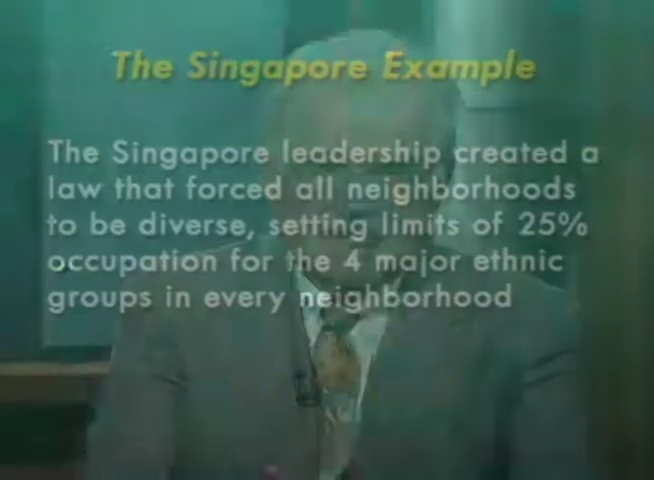 The Singapore Example
The Singapore leadership created a
law that forced all neighborhoods
to be diverse, setting limits of 25%
occupation for the 4 major ethnic
groups in every neighborhood